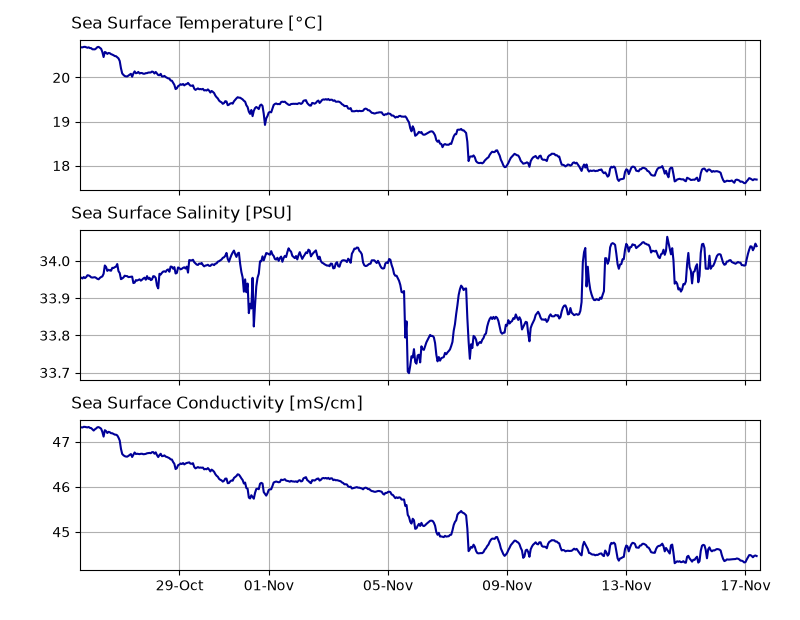 Sea Surface Temperature [°C]
20
19
18
Sea Surface Salinity [PSU]
34.0
33.9
33.8
33.7
Sea Surface Conductivity [mS/cm]
47
46
45
29-Oct 01-Nov 05-Nov 09-Nov 13-Nov 17-Nov